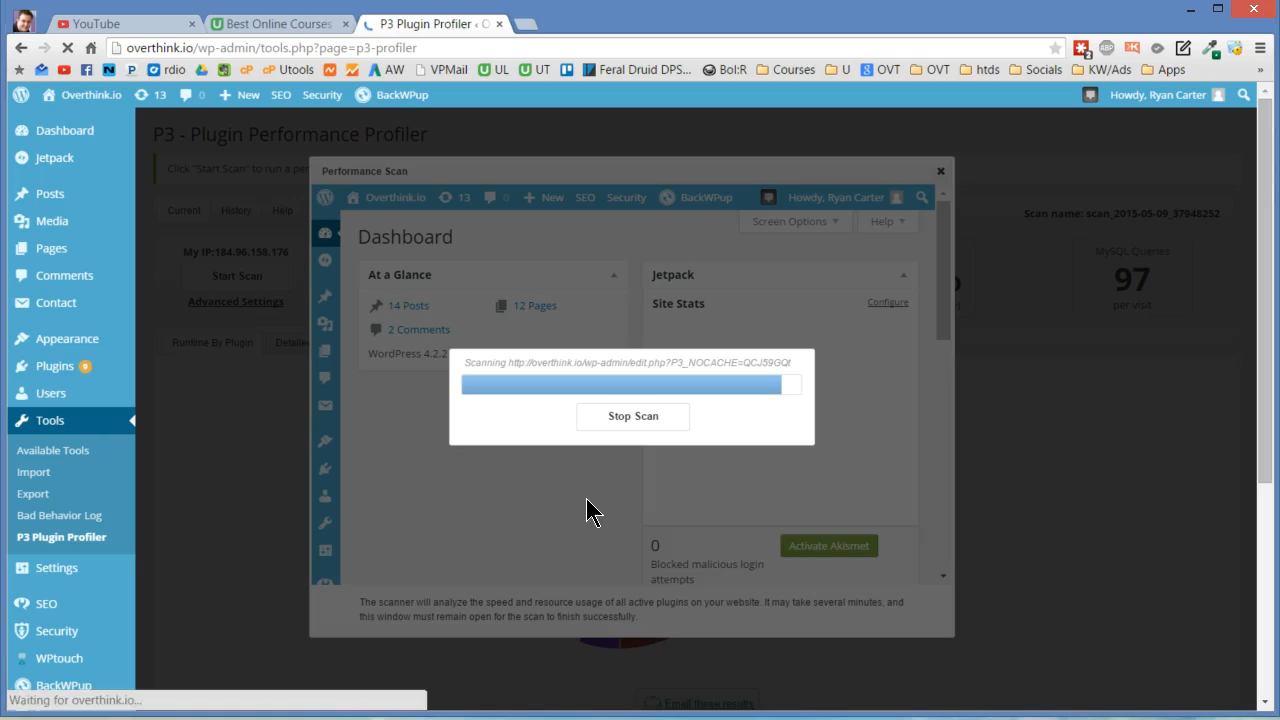 YouTube
Best Online Courses
P3 Plugin Profiler ‹ O
overthink.io/wp-admin/tools.php?page=p3-profiler
rdio
Utools
AW
VPMail
UL
UT
Feral Druid DPS...
Bol:R
Courses
U
OVT
OVT
htds
Socials
KW/Ads
Apps
»
Overthink.io
13
0
New
SEO
Security
BackWPup
Howdy, Ryan Carter
Dashboard
Jetpack
Posts
Media
Pages
Comments
Contact
Appearance
Plugins 9
Users
Tools
Available Tools
Import
Export
Bad Behavior Log
P3 Plugin Profiler
Settings
SEO
Security
WPtouch
BackWPup
Waiting for overthink.io...
P3 - Plugin Performance Profiler
Click "Start Scan" to run a per
Current
History
Help
Scan name: scan_2015-05-09_37948252
My IP:184.96.158.176
Start Scan
Advanced Settings
MySQL Queries
97
per visit
Runtime By Plugin
Detaile
Performance Scan
Overthink.io
13
0
New
SEO
Security
BackWPup
Howdy, Ryan Carter
Screen Options
Help
Dashboard
At a Glance
14 Posts
12 Pages
2 Comments
WordPress 4.2.2
Jetpack
Site Stats
Configure
Scanning http://overthink.io/wp-admin/edit.php?P3_NOCACHE=QCJ59GQt
Stop Scan
0
Blocked malicious login
attempts
Activate Akismet
The scanner will analyze the speed and resource usage of all active plugins on your website. It may take several minutes, and
this window must remain open for the scan to finish successfully.
Email these results